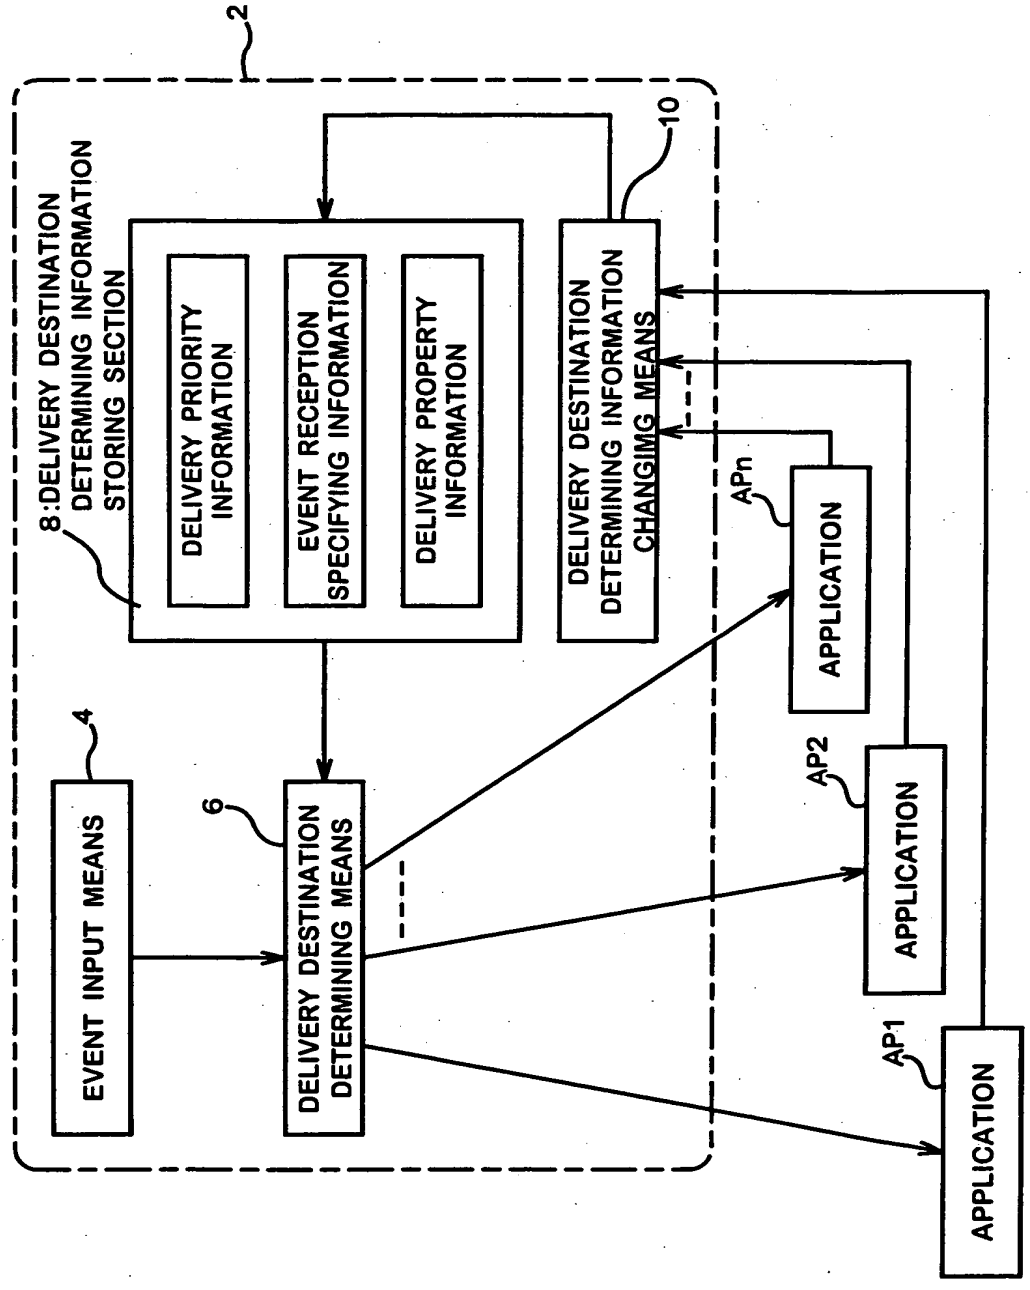 2
4
EVENT INPUT MEANS
6
DELIVERY DESTINATION
DETERMINING MEANS
8:DELIVERY DESTINATION
DETERMINING INFORMATION
STORING SECTION
DELIVERY PRIORITY
INFORMATION
EVENT RECEPTION
SPECIFYING INFORMATION
DELIVERY PROPERTY
INFORMATION
10
DELIVERY DESTINATION
DETERMINING INFORMATION
CHANGIMG MEANS
AP1
APPLICATION
AP2
APPLICATION
APn
APPLICATION